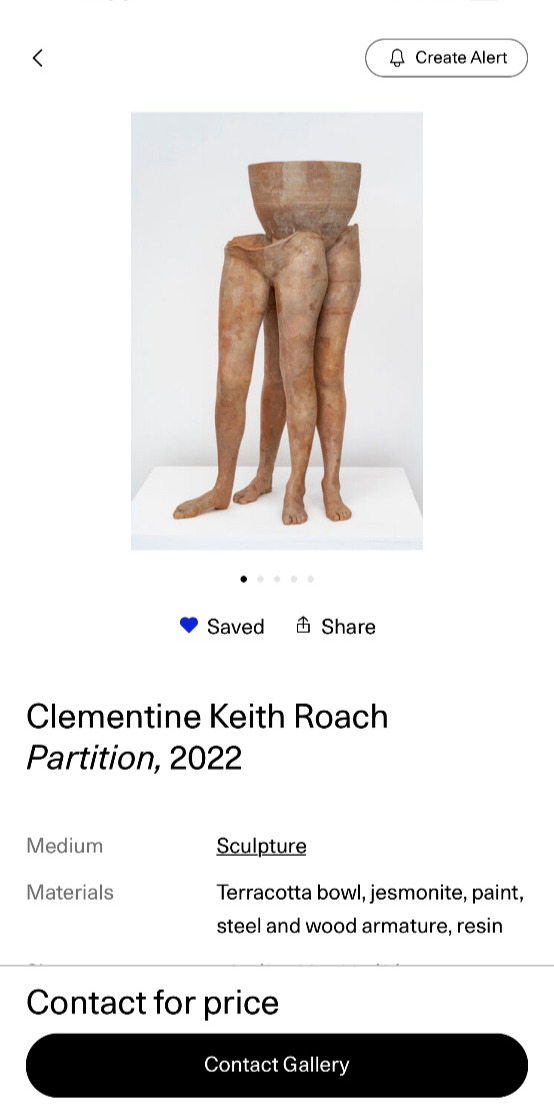 Create Alert
Saved
Share
Clementine Keith Roach
Partition, 2022
Medium
Sculpture
Materials
Terracotta bowl, jesmonite, paint,
steel and wood armature, resin
Contact for price
Contact Gallery